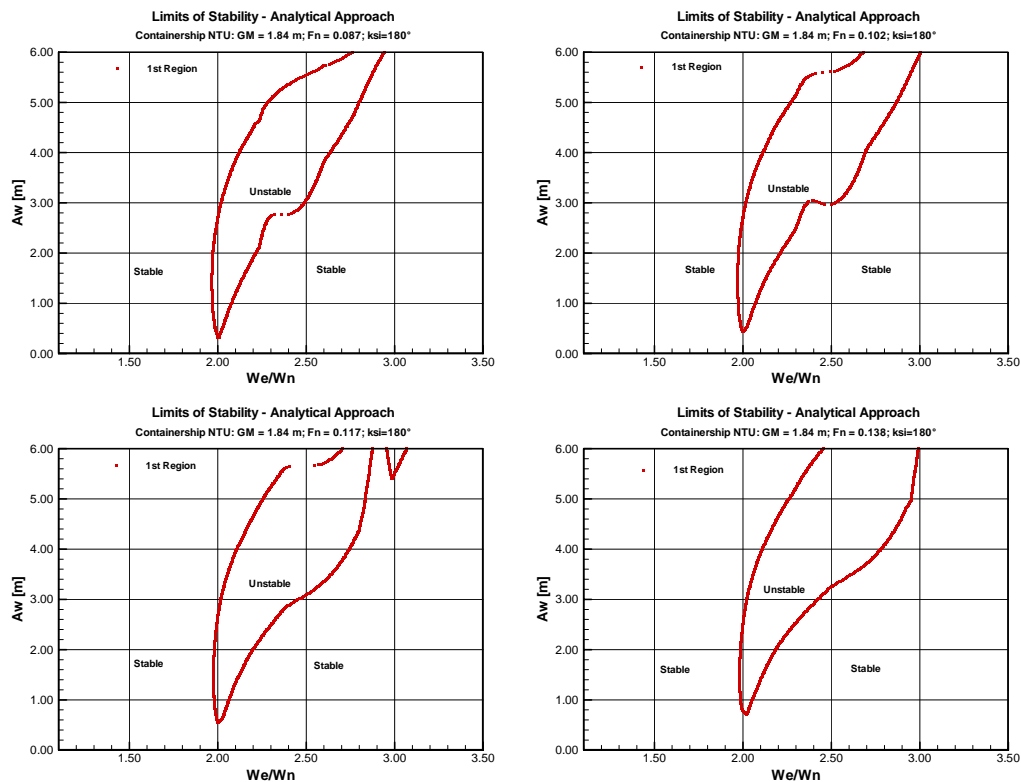 Limits of Stability - Analytical Approach
Containership NTU: GM = 1.84 m; Fn = 0.087; ksi=180°
6.00
5.00
4.00
3.00
2.00
1.00
0.00
Aw [m]
1st Region
Unstable
Stable
Stable
1.50
2.00
2.50
3.00
3.50
We/Wn
Limits of Stability - Analytical Approach
Containership NTU: GM = 1.84 m; Fn = 0.102; ksi=180°
6.00
5.00
4.00
3.00
2.00
1.00
0.00
Aw [m]
1st Region
Unstable
Stable
Stable
1.50
2.00
2.50
3.00
3.50
We/Wn
Limits of Stability - Analytical Approach
Containership NTU: GM = 1.84 m; Fn = 0.117; ksi=180°
6.00
5.00
4.00
3.00
2.00
1.00
0.00
Aw [m]
1st Region
Unstable
Stable
Stable
1.50
2.00
2.50
3.00
3.50
We/Wn
Limits of Stability - Analytical Approach
Containership NTU: GM = 1.84 m; Fn = 0.138; ksi=180°
6.00
5.00
4.00
3.00
2.00
1.00
0.00
Aw [m]
1st Region
Unstable
Stable
Stable
1.50
2.00
2.50
3.00
3.50
We/Wn